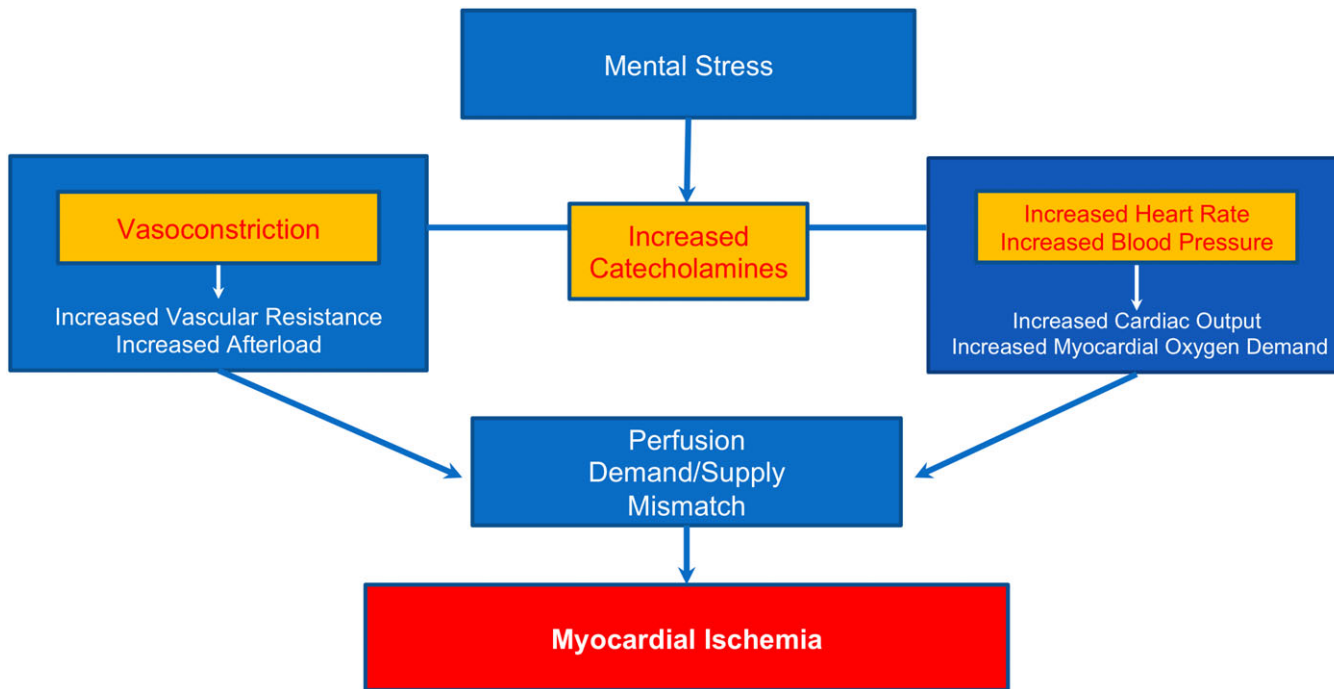 Mental Stress
Vasoconstriction
Increased Vascular Resistance
Increased Afterload
Increased
Catecholamines
Increased Heart Rate
Increased Blood Pressure
Increased Cardiac Output
Increased Myocardial Oxygen Demand
Perfusion
Demand/Supply
Mismatch
Myocardial Ischemia